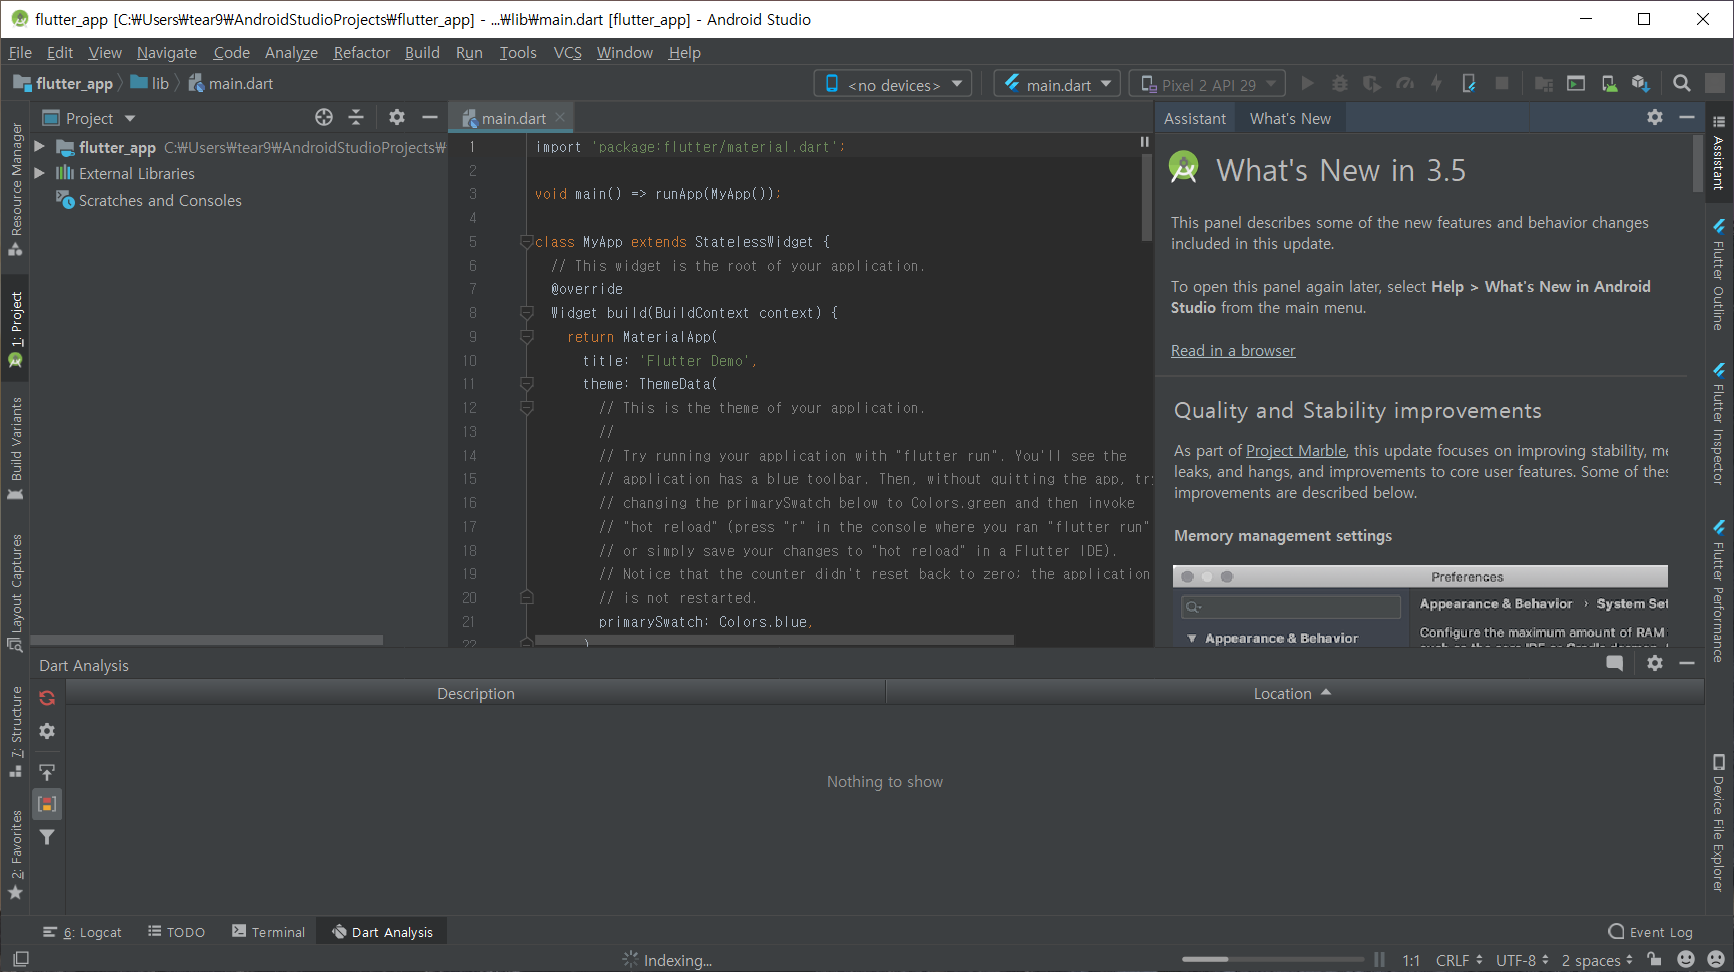 flutter_app [C:₩Users₩tear9₩AndroidStudioProjects₩flutter_app] - ...₩lib₩main.dart [flutter_app] - Android Studio
File Edit View Navigate Code Analyze Refactor Build Run Tools VCS Window Help
flutter_app lib main.dart <no devices> main.dart Pixel 2 API 29
Project
main.dart
Assistant What's New
flutter_app C:₩Users₩tear9₩AndroidStudioProjects₩
External Libraries
Scratches and Consoles
1 import 'package:flutter/material.dart';
2
3 void main() => runApp(MyApp());
4
5 class MyApp extends StatelessWidget {
6 // This widget is the root of your application.
7 @override
8 Widget build(BuildContext context) {
9 return MaterialApp(
10 title: 'Flutter Demo',
11 theme: ThemeData(
12 // This is the theme of your application.
13 //
14 // Try running your application with "flutter run". You'll see the
15 // application has a blue toolbar. Then, without quitting the app, try
16 // changing the primarySwatch below to Colors.green and then invoke
17 // "hot reload" (press "r" in the console where you ran "flutter run"
18 // or simply save your changes to "hot reload" in a Flutter IDE).
19 // Notice that the counter didn't reset back to zero; the application
20 // is not restarted.
21 primarySwatch: Colors.blue,
22 )
What's New in 3.5
This panel describes some of the new features and behavior changes
included in this update.
To open this panel again later, select Help > What's New in Android
Studio from the main menu.
Read in a browser
Quality and Stability improvements
As part of Project Marble, this update focuses on improving stability, me
leaks, and hangs, and improvements to core user features. Some of thes
improvements are described below.
Memory management settings
Preferences
Appearance & Behavior › System Set
Appearance & Behavior
Configure the maximum amount of RAM
Resource Manager
1: Project
Build Variants
Layout Captures
7: Structure
2: Favorites
Assistant
Flutter Outline
Flutter Inspector
Flutter Performance
Device File Explorer
Dart Analysis
Description Location
Nothing to show
6: Logcat TODO Terminal Dart Analysis Event Log
Indexing... 1:1 CRLF UTF-8 2 spaces